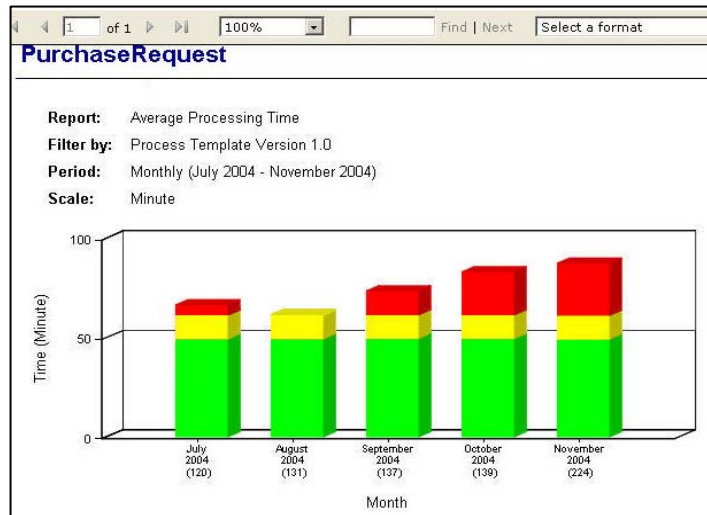 1 of 1 100% Find | Next Select a format
PurchaseRequest
Report: Average Processing Time
Filter by: Process Template Version 1.0
Period: Monthly (July 2004 - November 2004)
Scale: Minute
100
50
0
Time (Minute)
July August September October November
2004 2004 2004 2004 2004
(120) (131) (137) (139) (224)
Month